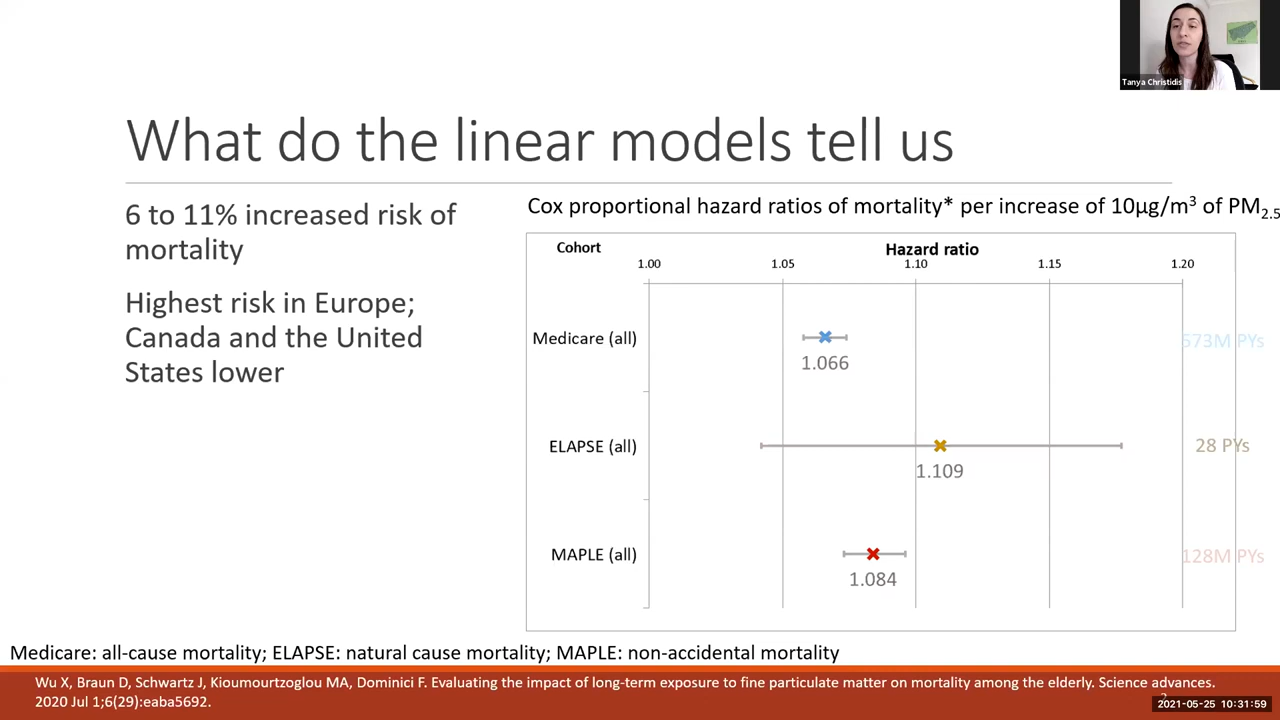 Tanya Christidis
What do the linear models tell us
6 to 11% increased risk of
mortality
Highest risk in Europe;
Canada and the United
States lower
Cox proportional hazard ratios of mortality* per increase of 10µg/m³ of PM2.5
Cohort
Hazard ratio
1.00 1.05 1.10 1.15 1.20
Medicare (all)
1.066
573M PYs
ELAPSE (all)
1.109
28 PYs
MAPLE (all)
1.084
128M PYs
Medicare: all-cause mortality; ELAPSE: natural cause mortality; MAPLE: non-accidental mortality
Wu X, Braun D, Schwartz J, Kioumourtzoglou MA, Dominici F. Evaluating the impact of long-term exposure to fine particulate matter on mortality among the elderly. Science advances.
2020 Jul 1;6(29):eaba5692.
2021-05-25 10:31:59